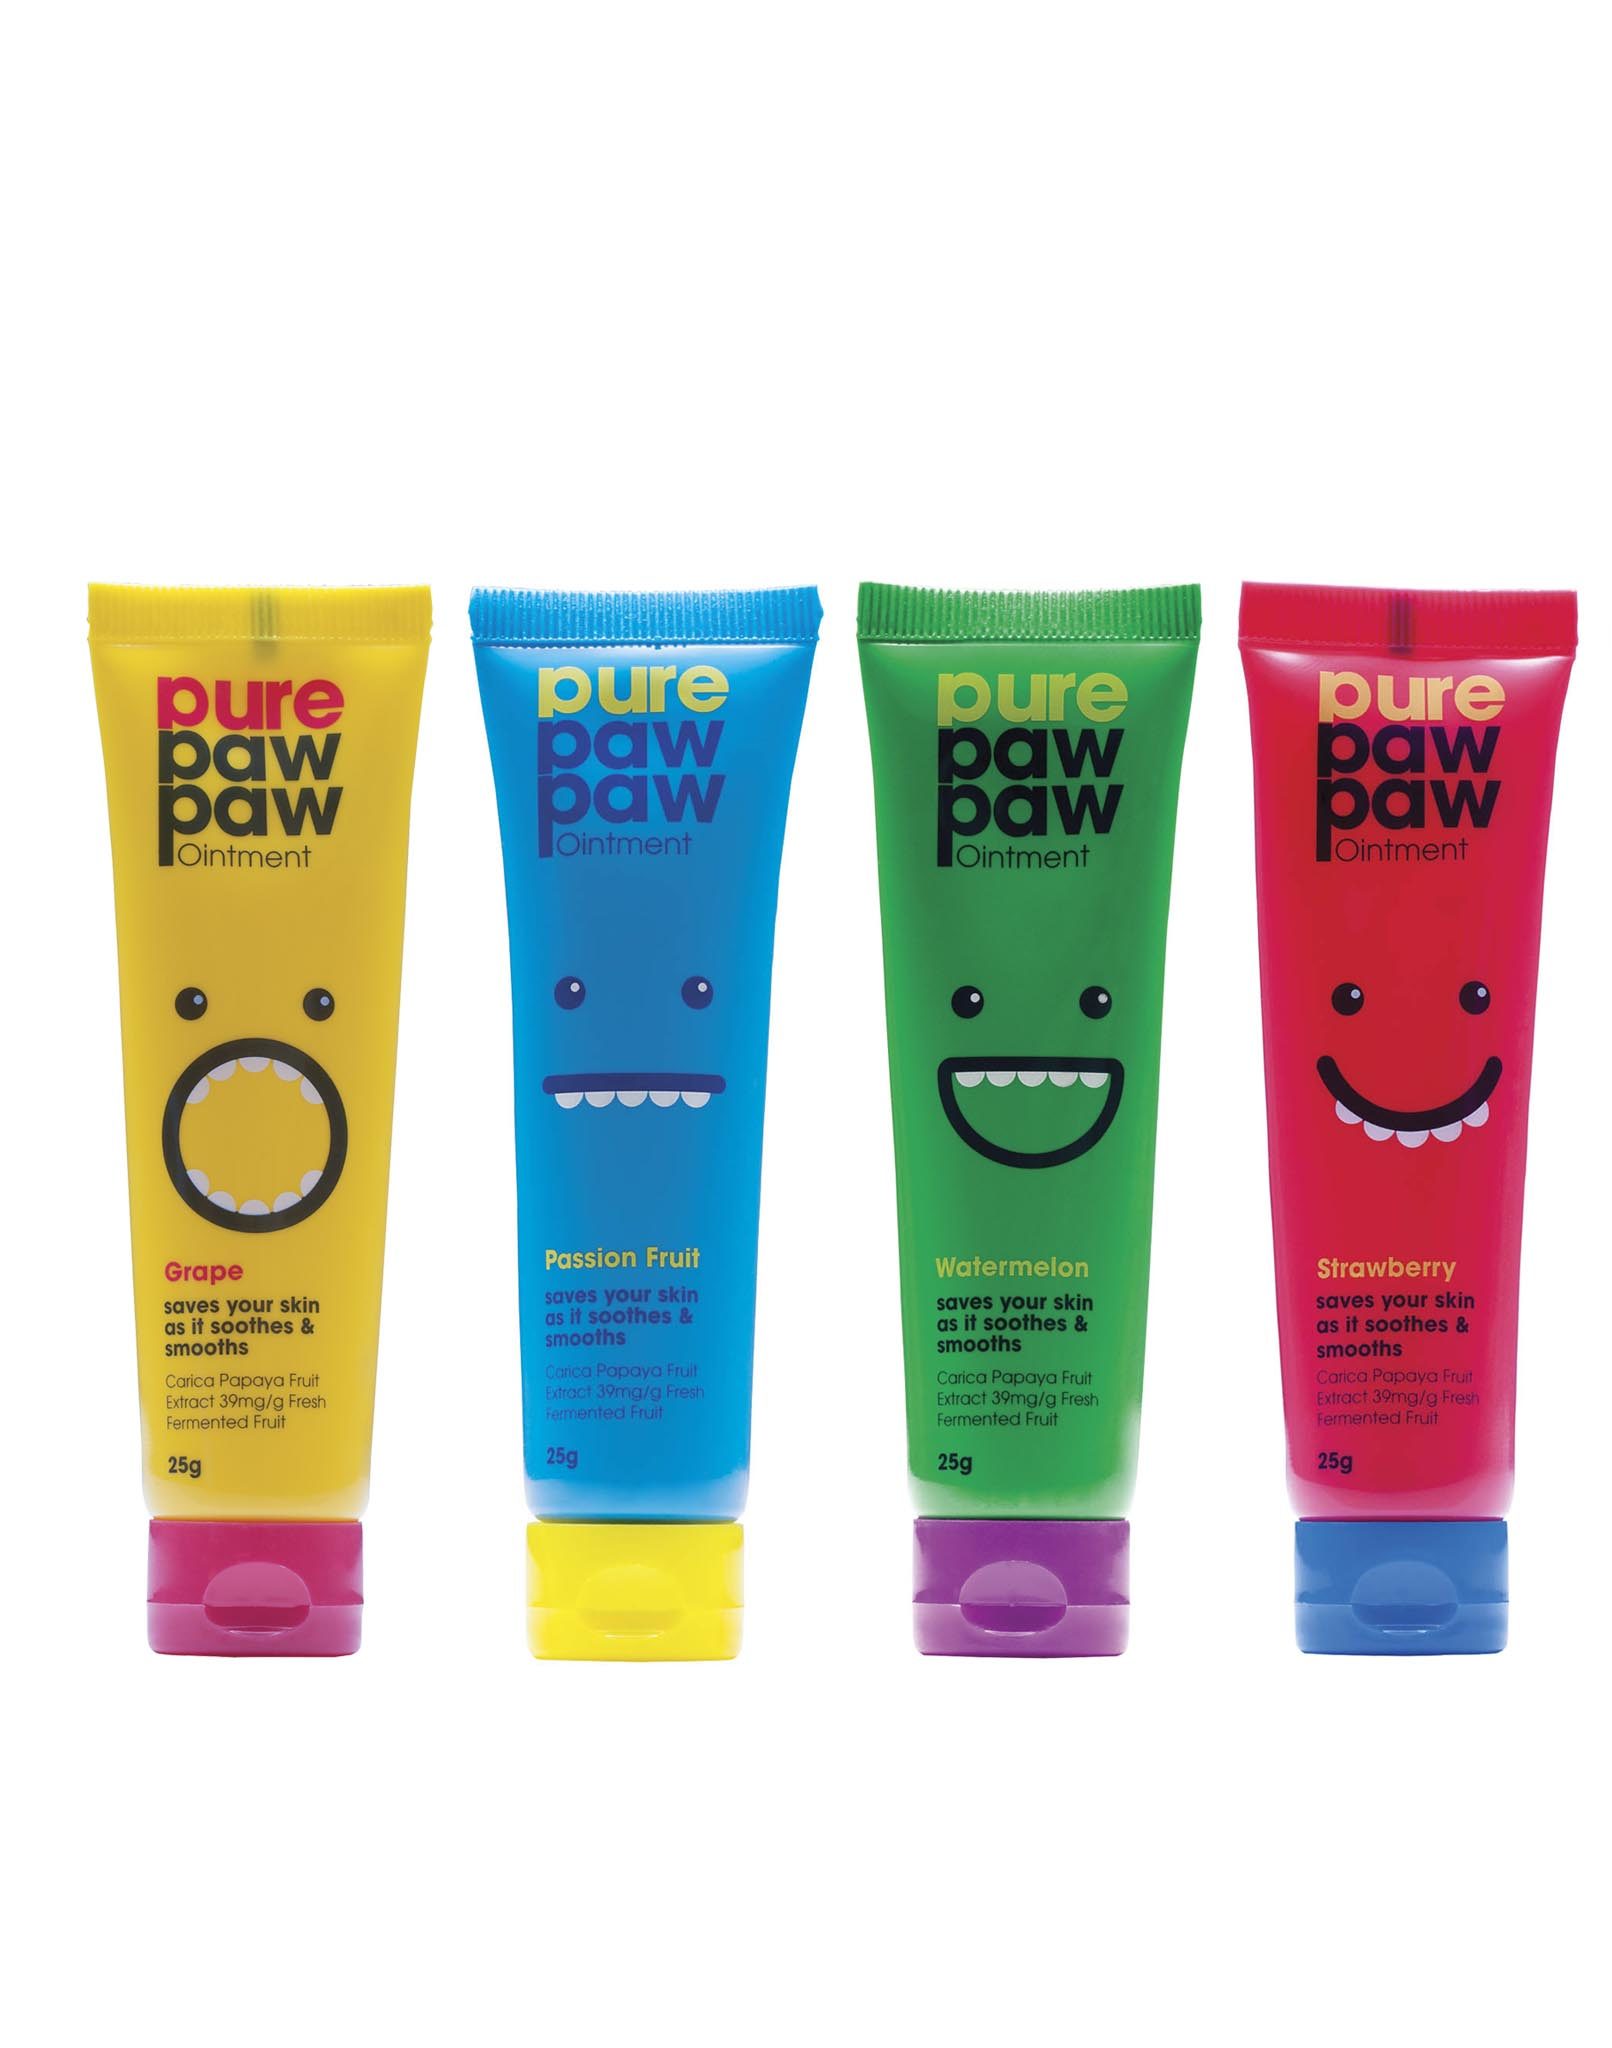 pure
paw
paw
Ointment
Grape
saves your skin
as it soothes &
smooths
Carica Papaya Fruit
Extract 39mg/g Fresh
Fermented Fruit
25g
pure
paw
paw
Ointment
Passion Fruit
saves your skin
as it soothes &
smooths
Carica Papaya Fruit
Extract 39mg/g Fresh
Fermented Fruit
25g
pure
paw
paw
Ointment
Watermelon
saves your skin
as it soothes &
smooths
Carica Papaya Fruit
Extract 39mg/g Fresh
Fermented Fruit
25g
pure
paw
paw
Ointment
Strawberry
saves your skin
as it soothes &
smooths
Carica Papaya Fruit
Extract 39mg/g Fresh
Fermented Fruit
25g